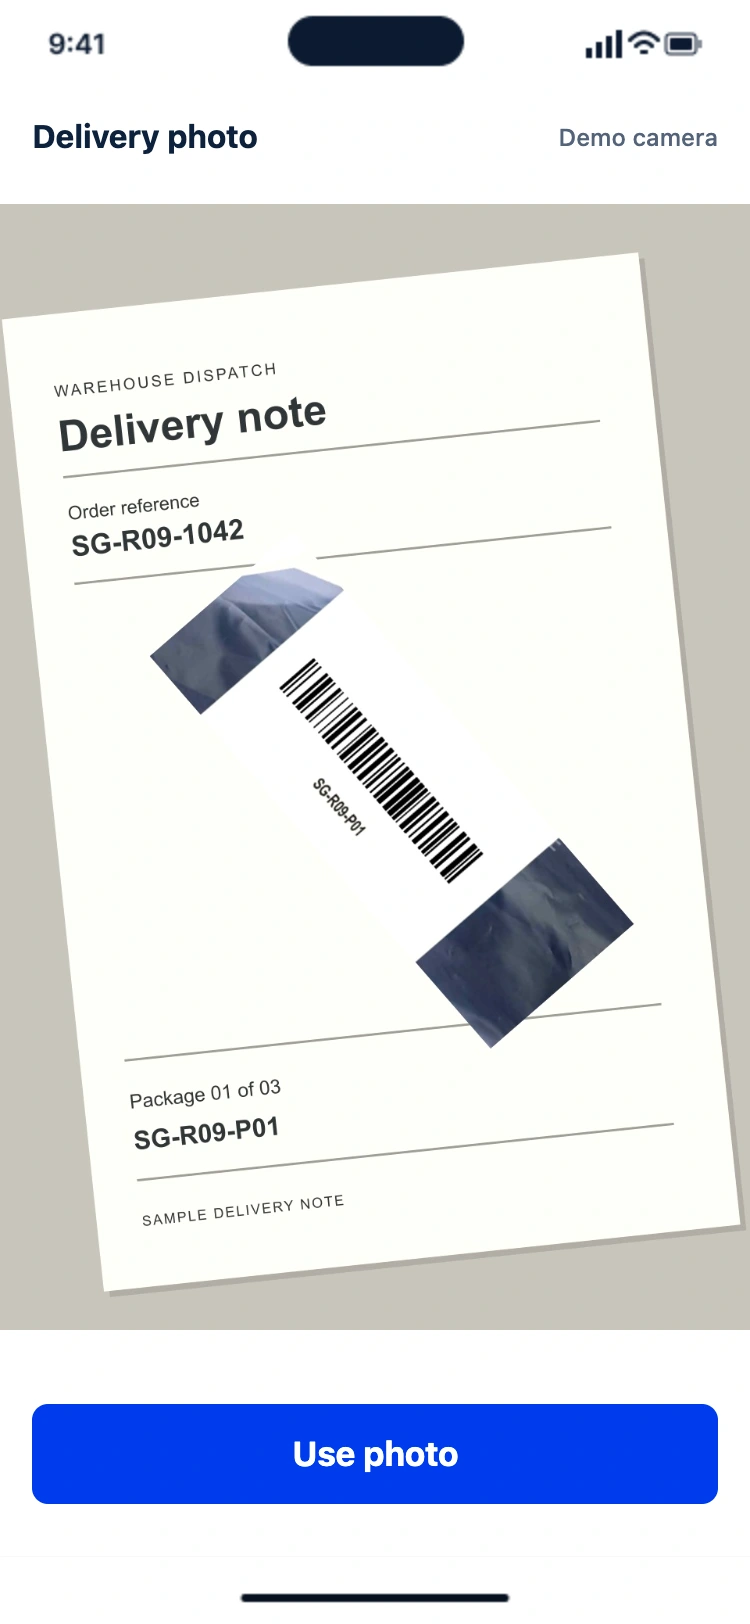 9:41
Delivery photo
Demo camera
WAREHOUSE DISPATCH
Delivery note
Order reference
SG-R09-1042
SG-R09-P01
Package 01 of 03
SG-R09-P01
SAMPLE DELIVERY NOTE
Use photo